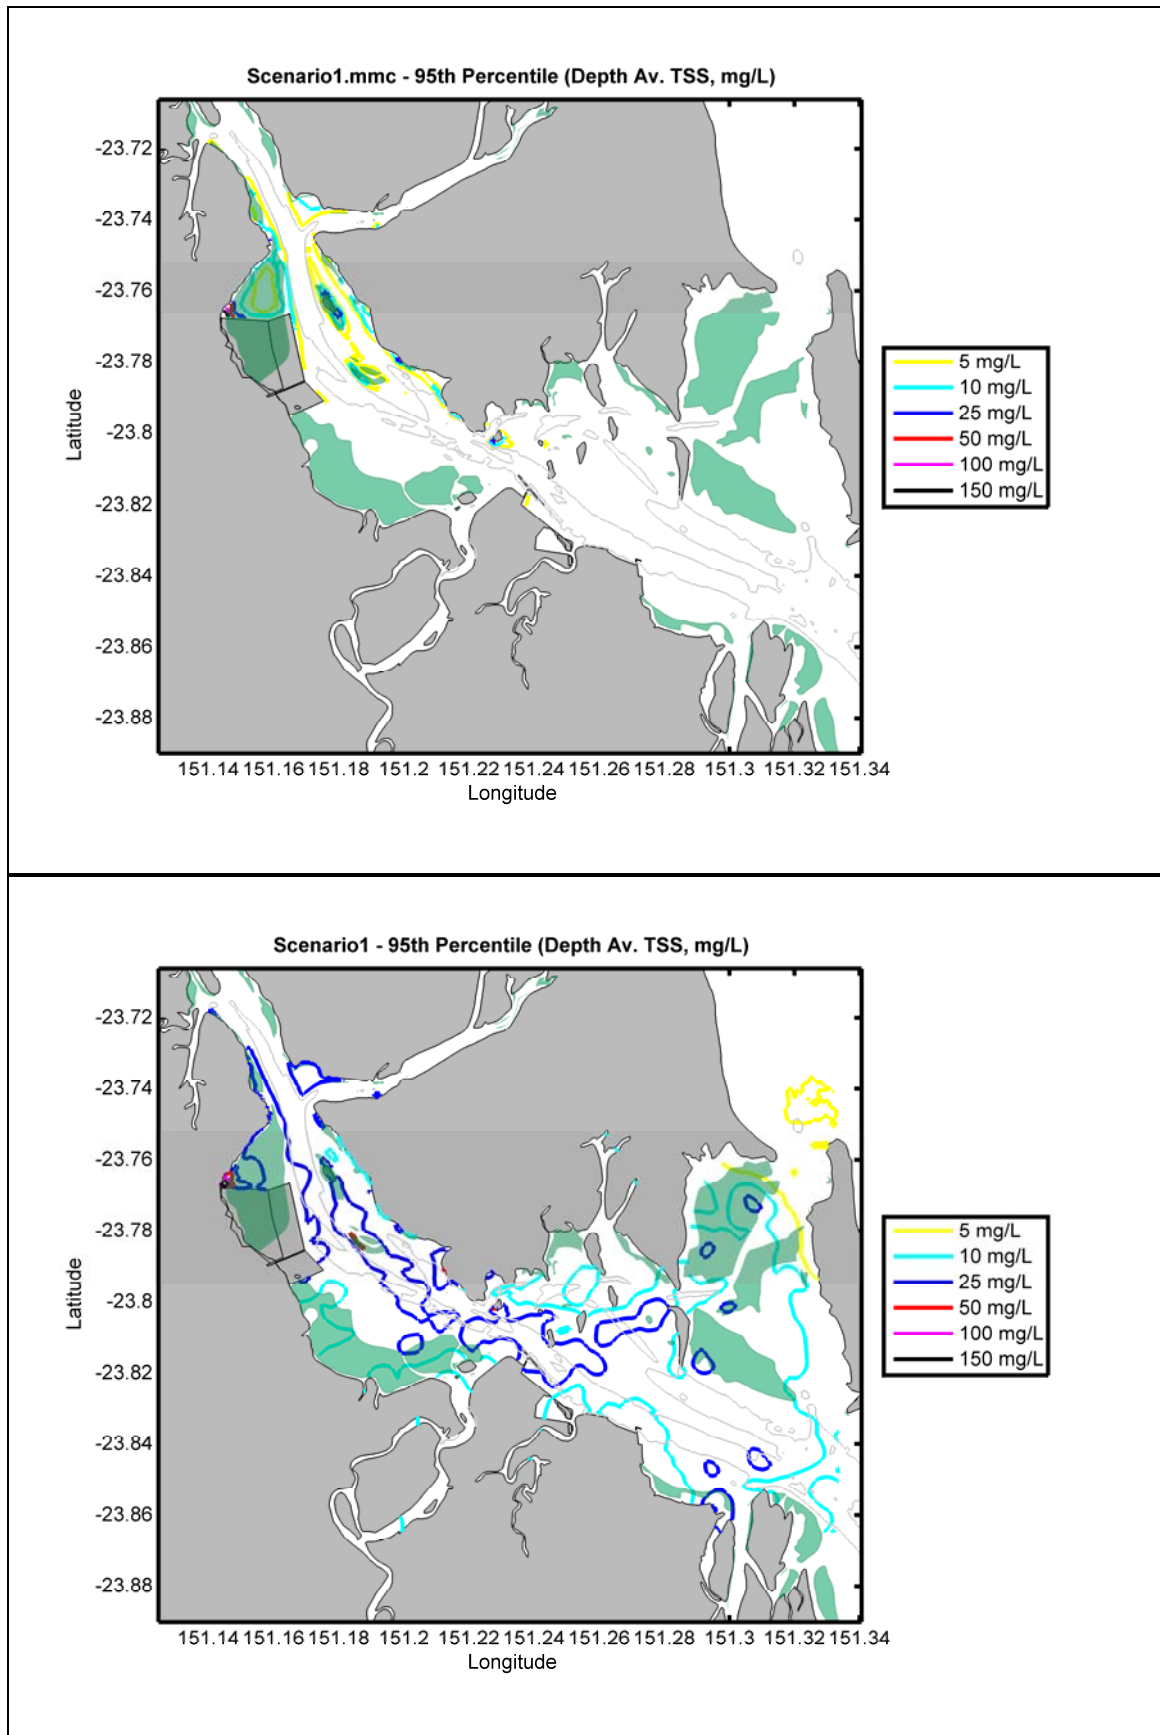 Scenario1.mmc - 95th Percentile (Depth Av. TSS, mg/L)
-23.72
-23.74
-23.76
-23.78
-23.8
-23.82
-23.84
-23.86
-23.88
Latitude
151.14 151.16 151.18 151.2 151.22 151.24 151.26 151.28 151.3 151.32 151.34
Longitude
5 mg/L
10 mg/L
25 mg/L
50 mg/L
100 mg/L
150 mg/L
Scenario1 - 95th Percentile (Depth Av. TSS, mg/L)
-23.72
-23.74
-23.76
-23.78
-23.8
-23.82
-23.84
-23.86
-23.88
Latitude
151.14 151.16 151.18 151.2 151.22 151.24 151.26 151.28 151.3 151.32 151.34
Longitude
5 mg/L
10 mg/L
25 mg/L
50 mg/L
100 mg/L
150 mg/L